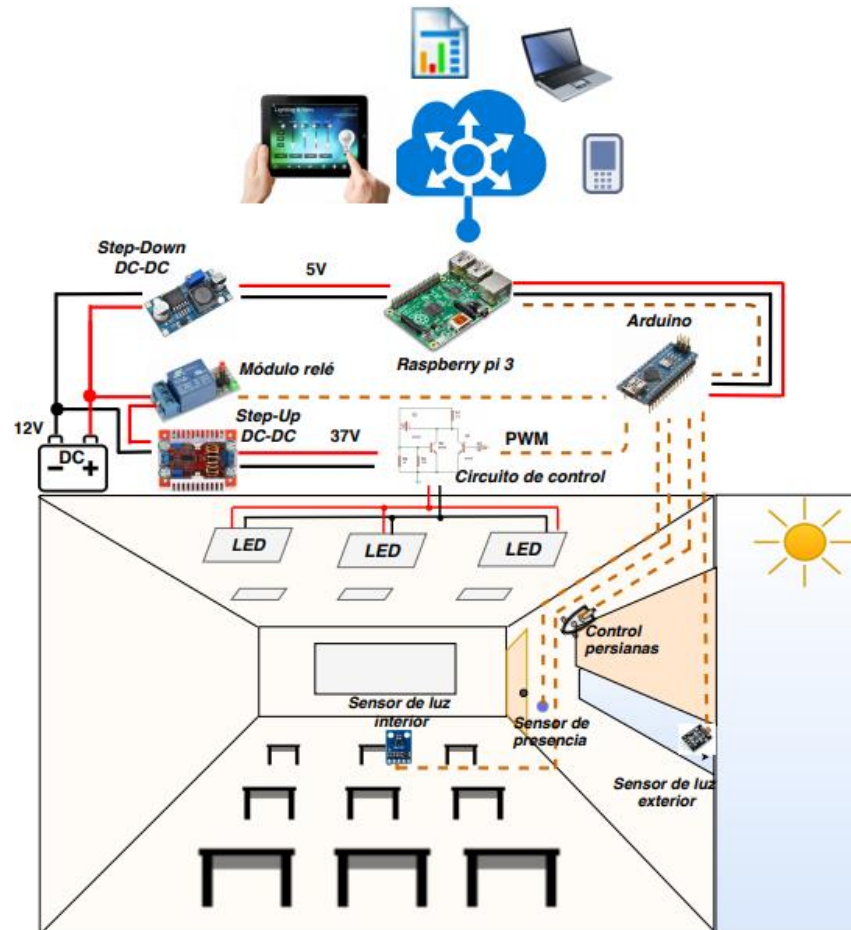 Step-Down
DC-DC
5V
Arduino
Raspberry pi 3
Módulo relé
Step-Up
DC-DC
12V
37V
PWM
DC
Circuito de control
LED
LED
LED
Control
persianas
Sensor de luz
interior
Sensor de
presencia
Sensor de luz
exterior